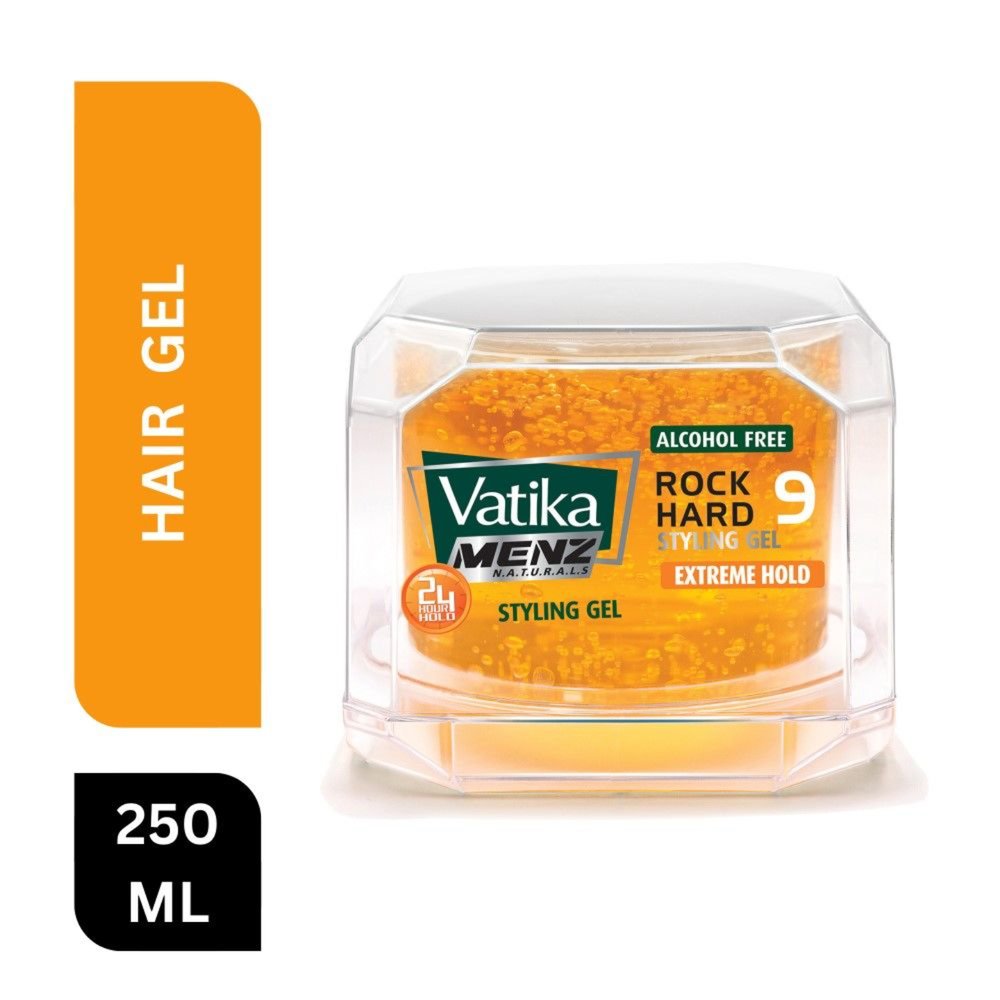 HAIR GEL
250
ML
ALCOHOL FREE
Vatika
MENZ
N.A.T.U.R.A.L.S
ROCK
HARD
9
STYLING GEL
EXTREME HOLD
24
HOUR
HOLD
STYLING GEL